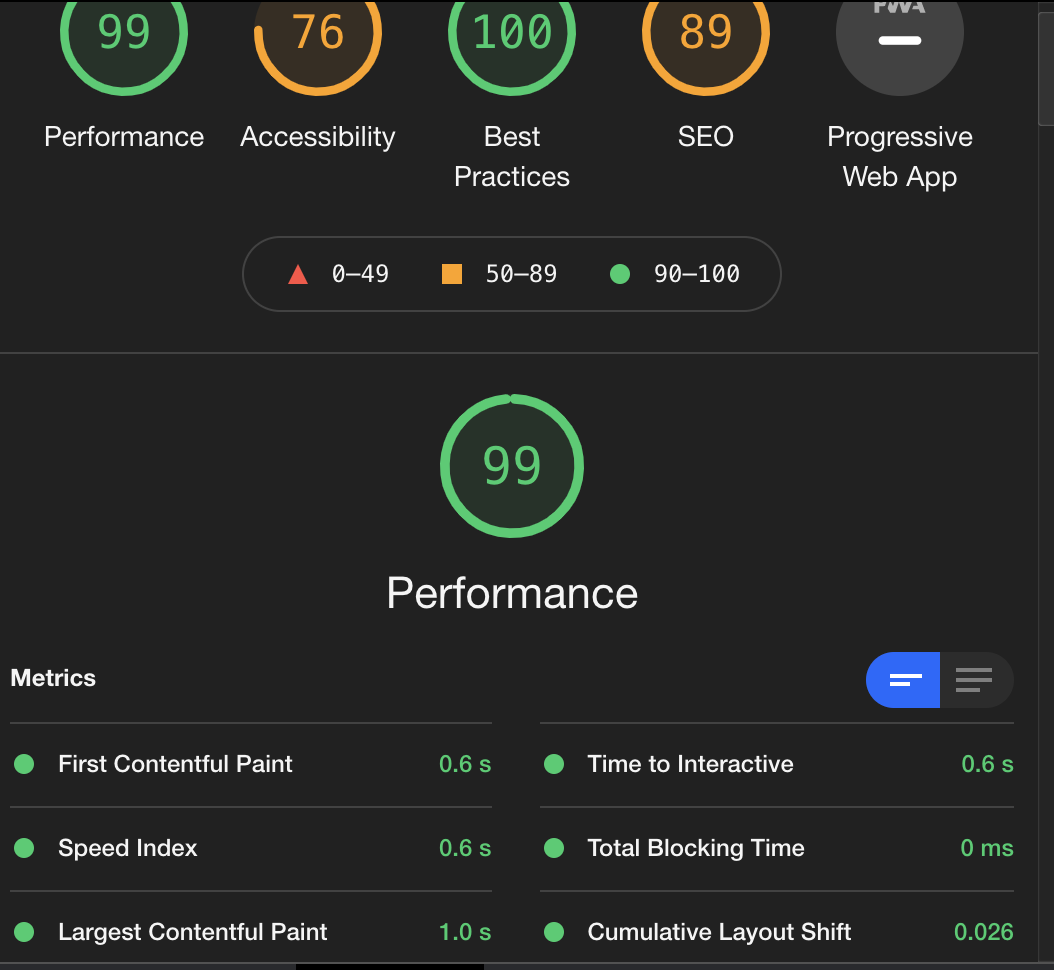 99 76 100 89 PWA
Performance Accessibility Best Practices SEO Progressive Web App
0–49 50–89 90–100
99
Performance
Metrics
First Contentful Paint 0.6 s
Time to Interactive 0.6 s
Speed Index 0.6 s
Total Blocking Time 0 ms
Largest Contentful Paint 1.0 s
Cumulative Layout Shift 0.026